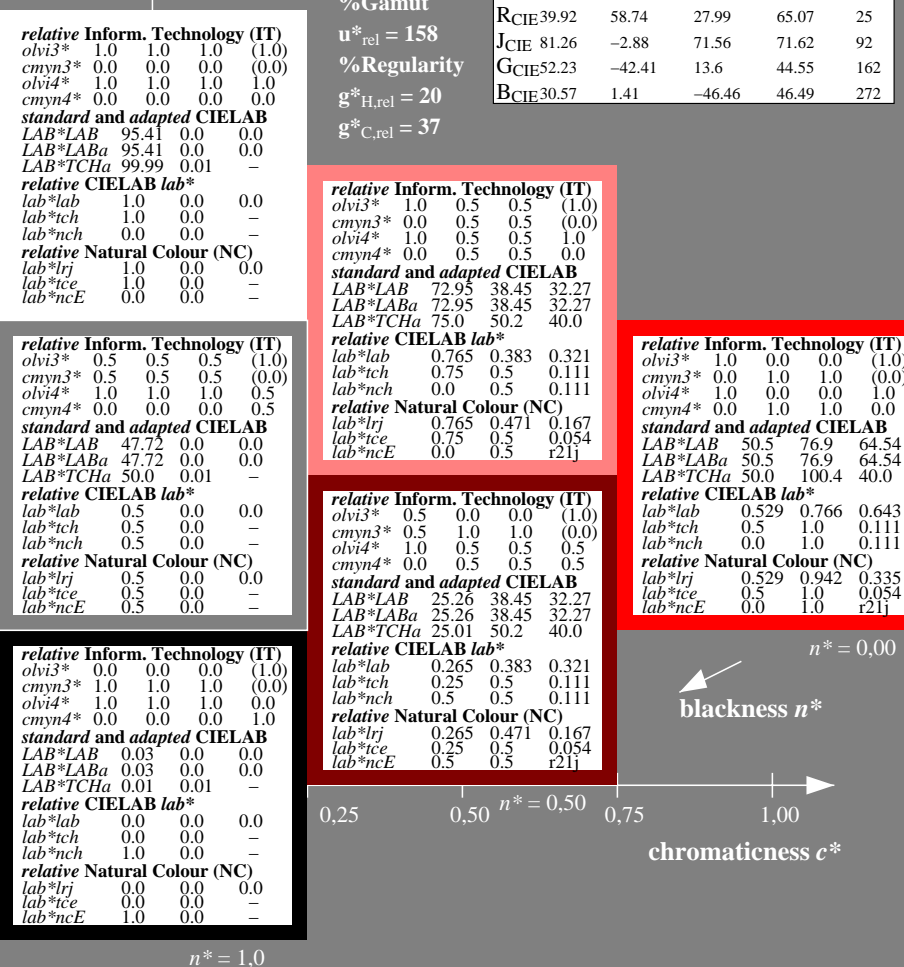 %Gamut
u*rel = 158
%Regularity
g*H,rel = 20
g*C,rel = 37
RCIE 39.92 58.74 27.99 65.07 25
JCIE 81.26 −2.88 71.56 71.62 92
GCIE 52.23 −42.41 13.6 44.55 162
BCIE 30.57 1.41 −46.46 46.49 272
relative Inform. Technology (IT)
olvi3* 1.0 1.0 1.0 (1.0)
cmyn3* 0.0 0.0 0.0 (0.0)
olvi4* 1.0 1.0 1.0 1.0
cmyn4* 0.0 0.0 0.0 0.0
standard and adapted CIELAB
LAB*LAB 95.41 0.0 0.0
LAB*LABa 95.41 0.0 0.0
LAB*TCHa 99.99 0.01 –
relative CIELAB lab*
lab*lab 1.0 0.0 0.0
lab*tch 1.0 0.0 –
lab*nch 0.0 0.0 –
relative Natural Colour (NC)
lab*lrj 1.0 0.0 0.0
lab*tce 1.0 0.0 –
lab*ncE 0.0 0.0 –
relative Inform. Technology (IT)
olvi3* 1.0 0.5 0.5 (1.0)
cmyn3* 0.0 0.5 0.5 (0.0)
olvi4* 1.0 0.5 0.5 1.0
cmyn4* 0.0 0.5 0.5 0.0
standard and adapted CIELAB
LAB*LAB 72.95 38.45 32.27
LAB*LABa 72.95 38.45 32.27
LAB*TCHa 75.0 50.2 40.0
relative CIELAB lab*
lab*lab 0.765 0.383 0.321
lab*tch 0.75 0.5 0.111
lab*nch 0.0 0.5 0.111
relative Natural Colour (NC)
lab*lrj 0.765 0.471 0.167
lab*tce 0.75 0.5 0.054
lab*ncE 0.0 0.5 r21j
relative Inform. Technology (IT)
olvi3* 0.5 0.5 0.5 (1.0)
cmyn3* 0.5 0.5 0.5 (0.0)
olvi4* 1.0 1.0 1.0 0.5
cmyn4* 0.0 0.0 0.0 0.5
standard and adapted CIELAB
LAB*LAB 47.72 0.0 0.0
LAB*LABa 47.72 0.0 0.0
LAB*TCHa 50.0 0.01 –
relative CIELAB lab*
lab*lab 0.5 0.0 0.0
lab*tch 0.5 0.0 –
lab*nch 0.5 0.0 –
relative Natural Colour (NC)
lab*lrj 0.5 0.0 0.0
lab*tce 0.5 0.0 –
lab*ncE 0.5 0.0 –
relative Inform. Technology (IT)
olvi3* 1.0 0.0 0.0 (1.0)
cmyn3* 0.0 1.0 1.0 (0.0)
olvi4* 1.0 0.0 0.0 1.0
cmyn4* 0.0 1.0 1.0 0.0
standard and adapted CIELAB
LAB*LAB 50.5 76.9 64.54
LAB*LABa 50.5 76.9 64.54
LAB*TCHa 50.0 100.4 40.0
relative CIELAB lab*
lab*lab 0.529 0.766 0.643
lab*tch 0.5 1.0 0.111
lab*nch 0.0 1.0 0.111
relative Natural Colour (NC)
lab*lrj 0.529 0.942 0.335
lab*tce 0.5 1.0 0.054
lab*ncE 0.0 1.0 r21j
relative Inform. Technology (IT)
olvi3* 0.5 0.0 0.0 (1.0)
cmyn3* 0.5 1.0 1.0 (0.0)
olvi4* 1.0 0.5 0.5 0.5
cmyn4* 0.0 0.5 0.5 0.5
standard and adapted CIELAB
LAB*LAB 25.26 38.45 32.27
LAB*LABa 25.26 38.45 32.27
LAB*TCHa 25.01 50.2 40.0
relative CIELAB lab*
lab*lab 0.265 0.383 0.321
lab*tch 0.25 0.5 0.111
lab*nch 0.5 0.5 0.111
relative Natural Colour (NC)
lab*lrj 0.265 0.471 0.167
lab*tce 0.25 0.5 0.054
lab*ncE 0.5 0.5 r21j
relative Inform. Technology (IT)
olvi3* 0.0 0.0 0.0 (1.0)
cmyn3* 1.0 1.0 1.0 (0.0)
olvi4* 1.0 1.0 1.0 0.0
cmyn4* 0.0 0.0 0.0 1.0
standard and adapted CIELAB
LAB*LAB 0.03 0.0 0.0
LAB*LABa 0.03 0.0 0.0
LAB*TCHa 0.01 0.01 –
relative CIELAB lab*
lab*lab 0.0 0.0 0.0
lab*tch 0.0 0.0 –
lab*nch 1.0 0.0 –
relative Natural Colour (NC)
lab*lrj 0.0 0.0 0.0
lab*tce 0.0 0.0 –
lab*ncE 1.0 0.0 –
n* = 0,00
blackness n*
0,25 0,50 n* = 0,50 0,75 1,00
chromaticness c*
n* = 1,0